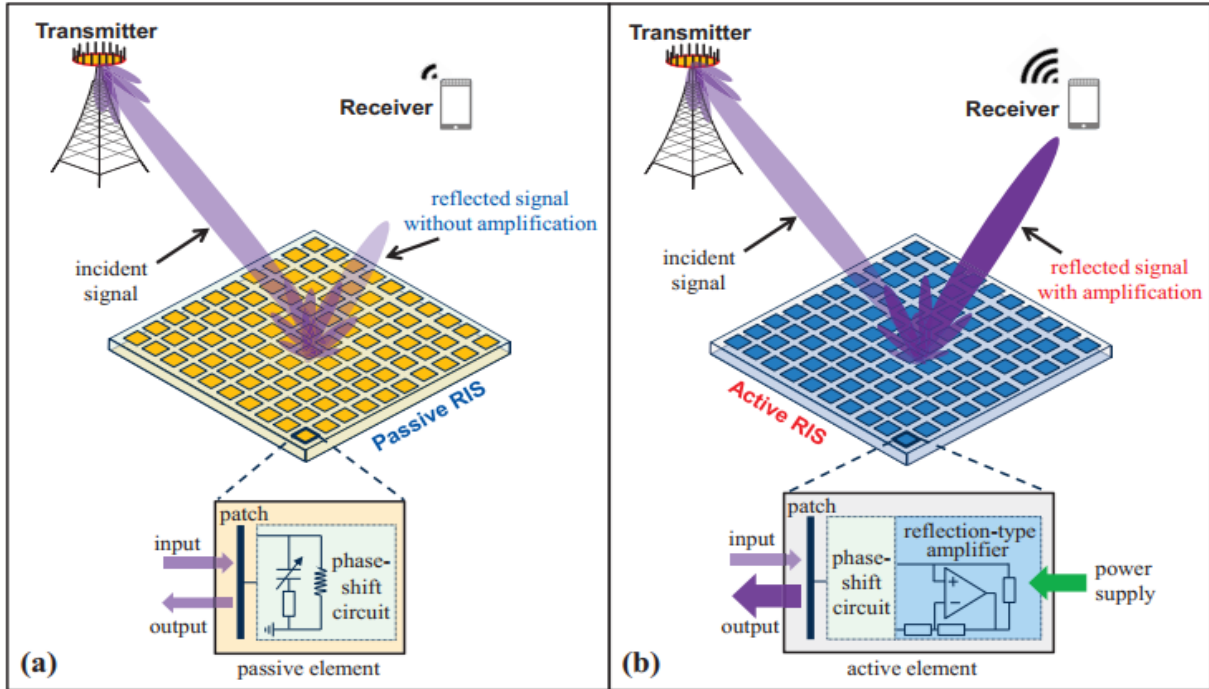 Transmitter
Receiver
reflected signal
without amplification
incident
signal
Passive RIS
patch
input
output
phase-
shift
circuit
passive element
(a)
Transmitter
Receiver
incident
signal
reflected signal
with amplification
Active RIS
patch
input
output
phase-
shift
circuit
reflection-type
amplifier
+
−
power
supply
active element
(b)